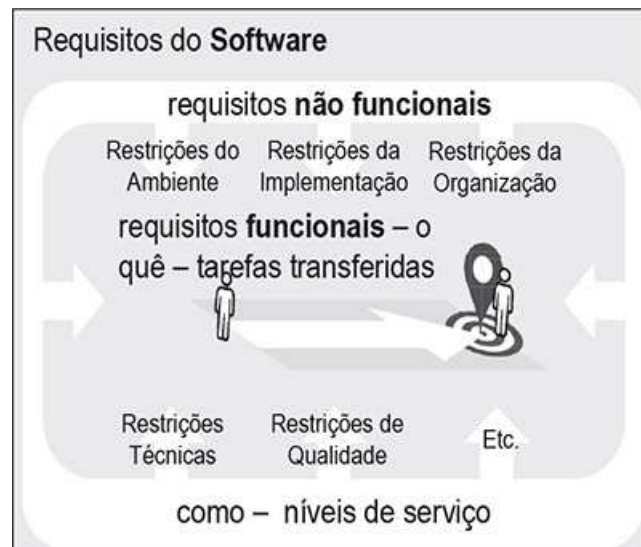 Requisitos do Software
requisitos não funcionais
Restrições do
Ambiente
Restrições da
Implementação
Restrições da
Organização
requisitos funcionais – o
quê – tarefas transferidas
Restrições
Técnicas
Restrições de
Qualidade
Etc.
como – níveis de serviço